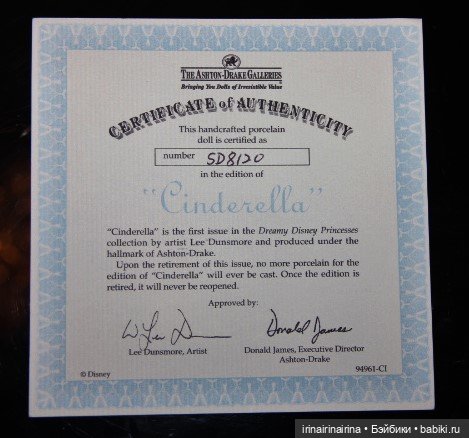 THE ASHTON-DRAKE GALLERIES
Bringing You Dolls of Irresistible Value
CERTIFICATE of AUTHENTICITY
This handcrafted porcelain
doll is certified as
number SD8120
in the edition of
"Cinderella"
"Cinderella" is the first issue in the Dreamy Disney Princesses
collection by artist Lee Dunsmore and produced under the
hallmark of Ashton-Drake.
Upon the retirement of this issue, no more porcelain for the
edition of "Cinderella" will ever be cast. Once the edition is
retired, it will never be reopened.
Approved by:
W Lee Dunsmore
Donald James
Lee Dunsmore, Artist
Donald James, Executive Director
Ashton-Drake
© Disney
94961-CI
irinairinairina • Бэйбики • babiki.ru